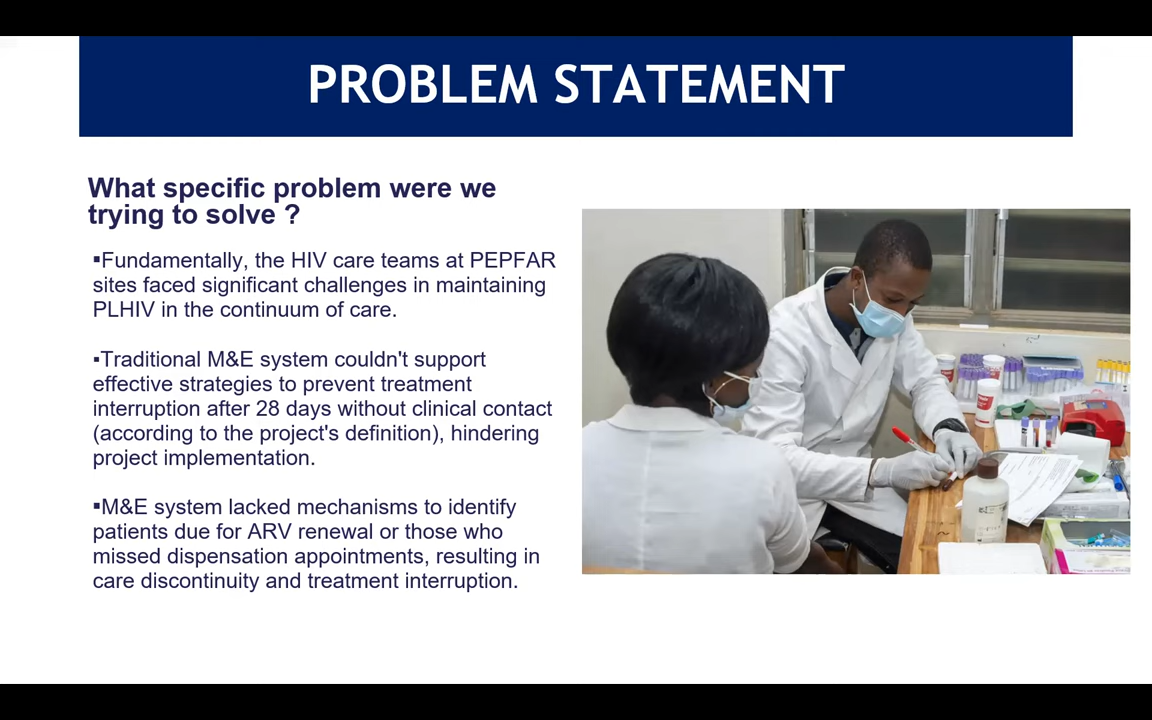 PROBLEM STATEMENT
What specific problem were we
trying to solve ?
▪Fundamentally, the HIV care teams at PEPFAR
sites faced significant challenges in maintaining
PLHIV in the continuum of care.
▪Traditional M&E system couldn't support
effective strategies to prevent treatment
interruption after 28 days without clinical contact
(according to the project's definition), hindering
project implementation.
▪M&E system lacked mechanisms to identify
patients due for ARV renewal or those who
missed dispensation appointments, resulting in
care discontinuity and treatment interruption.